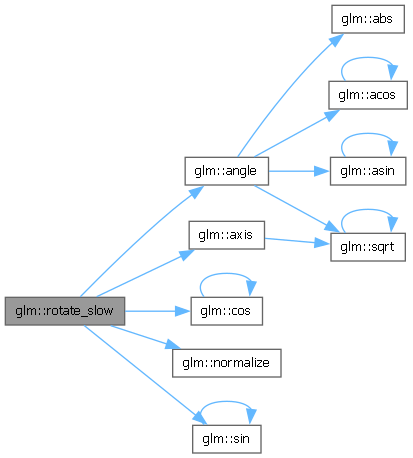 glm::abs
glm::acos
glm::angle
glm::asin
glm::axis
glm::sqrt
glm::rotate_slow
glm::cos
glm::normalize
glm::sin